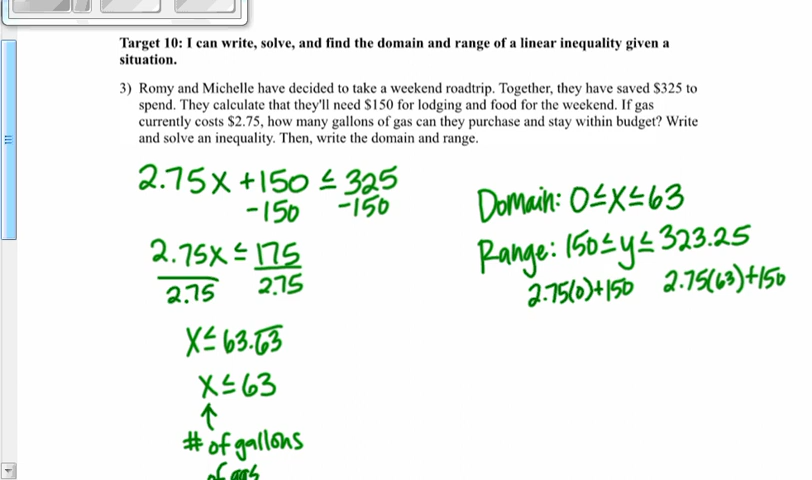 Target 10: I can write, solve, and find the domain and range of a linear inequality given a
situation.
3) Romy and Michelle have decided to take a weekend roadtrip. Together, they have saved $325 to
spend. They calculate that they'll need $150 for lodging and food for the weekend. If gas
currently costs $2.75, how many gallons of gas can they purchase and stay within budget? Write
and solve an inequality. Then, write the domain and range.
2.75x + 150 ≤ 325
-150 -150
2.75x ≤ 175
2.75 2.75
x ≤ 63.6̅3̅
x ≤ 63
↑
# of gallons
of gas
Domain: 0≤x≤63
Range: 150≤y≤323.25
2.75(0)+150 2.75(63)+150